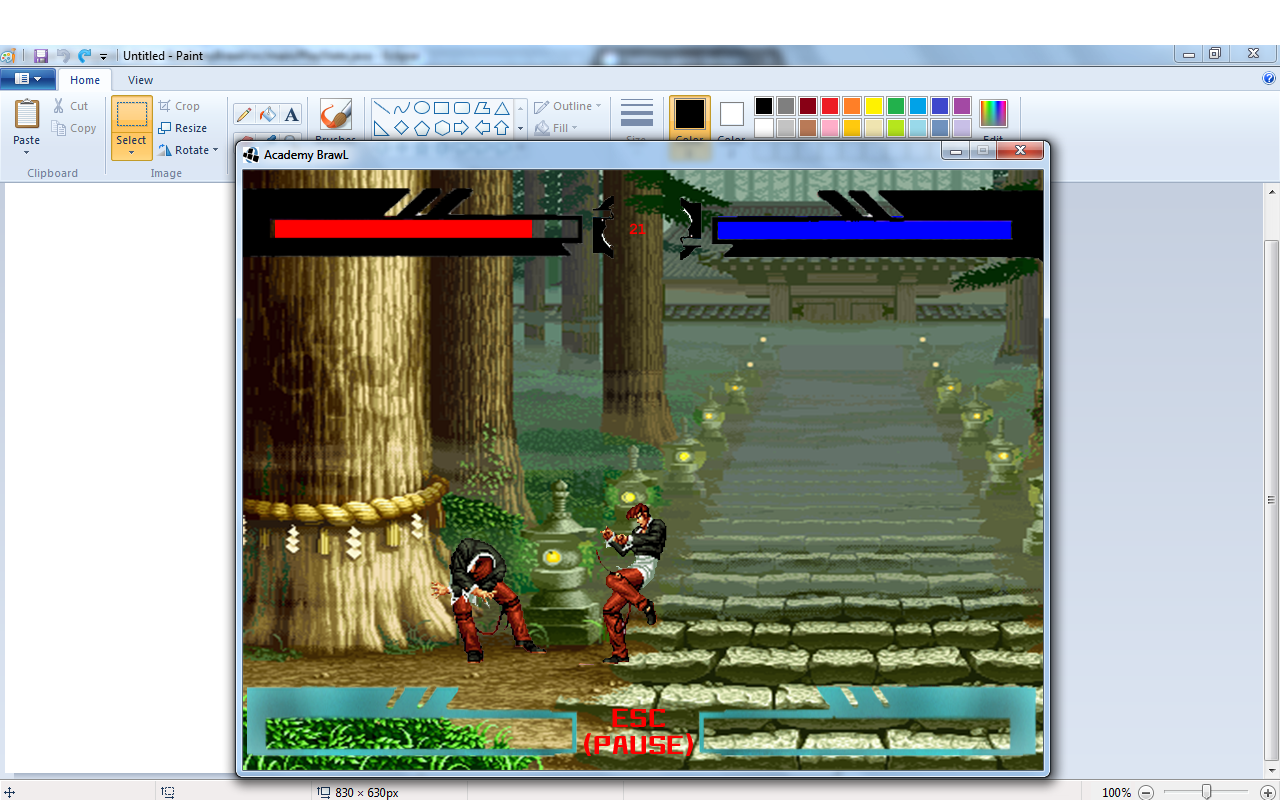 Untitled - Paint
Home
View
Paste
Cut
Copy
Clipboard
Select
Crop
Resize
Rotate
Image
A
Outline
Fill
Academy BrawL
21
ESC
(PAUSE)
830 × 630px
100%